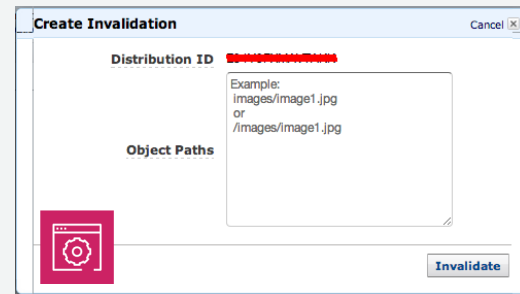 Create Invalidation
Cancel
Distribution ID
Object Paths
Example:
images/image1.jpg
or
/images/image1.jpg
Invalidate